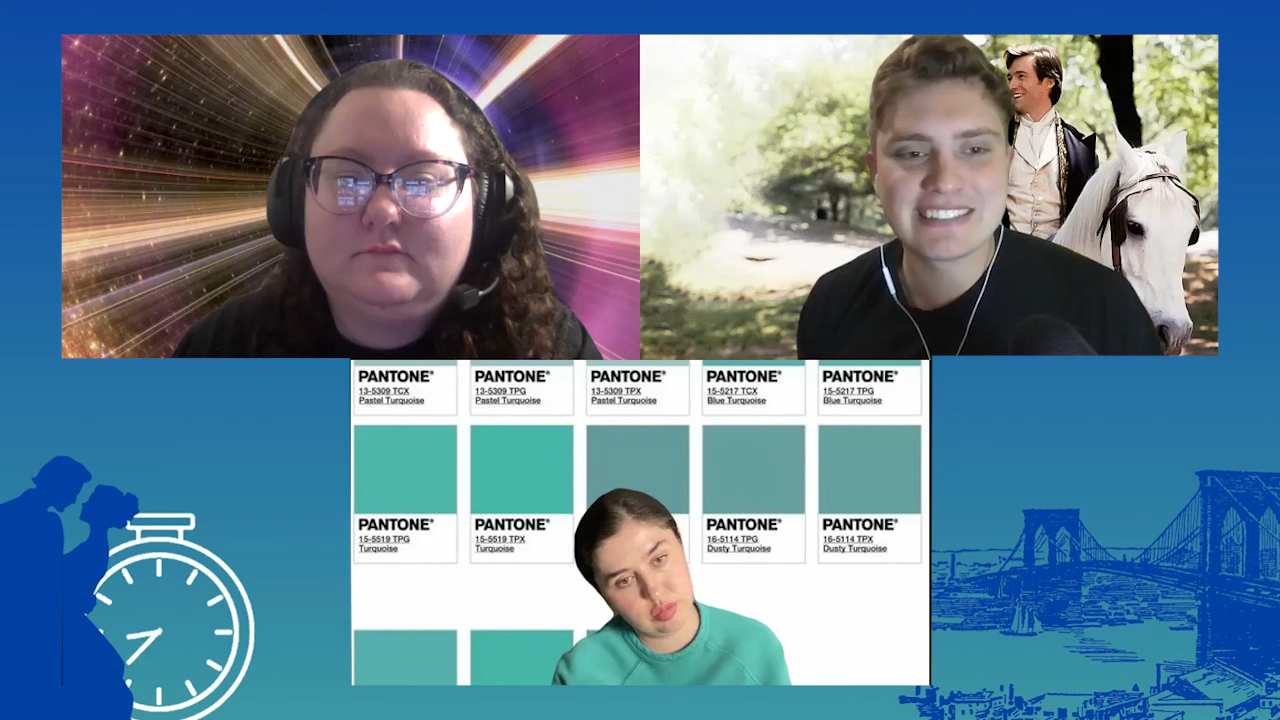 PANTONE®
13-5309 TCX
Pastel Turquoise
PANTONE®
13-5309 TPG
Pastel Turquoise
PANTONE®
13-5309 TPX
Pastel Turquoise
PANTONE®
15-5217 TCX
Blue Turquoise
PANTONE®
15-5217 TPG
Blue Turquoise
PANTONE®
15-5519 TPG
Turquoise
PANTONE®
15-5519 TPX
Turquoise
PANTONE®
16-5114 TPG
Dusty Turquoise
PANTONE®
16-5114 TPX
Dusty Turquoise